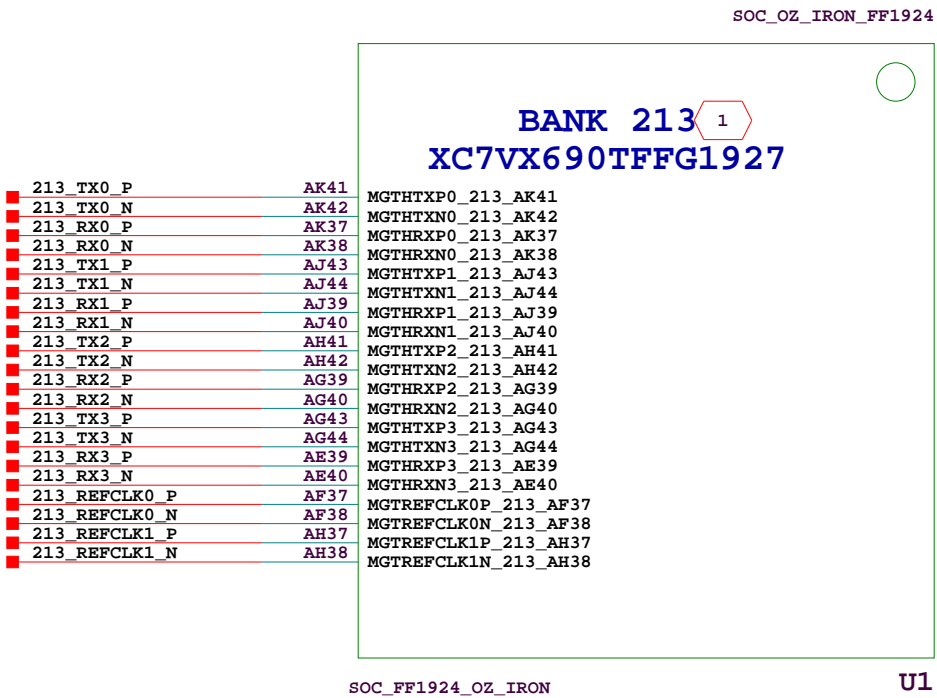 SOC_OZ_IRON_FF1924
BANK 213 1
XC7VX690TFFG1927
213_TX0_P AK41 MGTHTXP0_213_AK41
213_TX0_N AK42 MGTHTXN0_213_AK42
213_RX0_P AK37 MGTHRXP0_213_AK37
213_RX0_N AK38 MGTHRXN0_213_AK38
213_TX1_P AJ43 MGTHTXP1_213_AJ43
213_TX1_N AJ44 MGTHTXN1_213_AJ44
213_RX1_P AJ39 MGTHRXP1_213_AJ39
213_RX1_N AJ40 MGTHRXN1_213_AJ40
213_TX2_P AH41 MGTHTXP2_213_AH41
213_TX2_N AH42 MGTHTXN2_213_AH42
213_RX2_P AG39 MGTHRXP2_213_AG39
213_RX2_N AG40 MGTHRXN2_213_AG40
213_TX3_P AG43 MGTHTXP3_213_AG43
213_TX3_N AG44 MGTHTXN3_213_AG44
213_RX3_P AE39 MGTHRXP3_213_AE39
213_RX3_N AE40 MGTHRXN3_213_AE40
213_REFCLK0_P AF37 MGTREFCLK0P_213_AF37
213_REFCLK0_N AF38 MGTREFCLK0N_213_AF38
213_REFCLK1_P AH37 MGTREFCLK1P_213_AH37
213_REFCLK1_N AH38 MGTREFCLK1N_213_AH38
SOC_FF1924_OZ_IRON U1